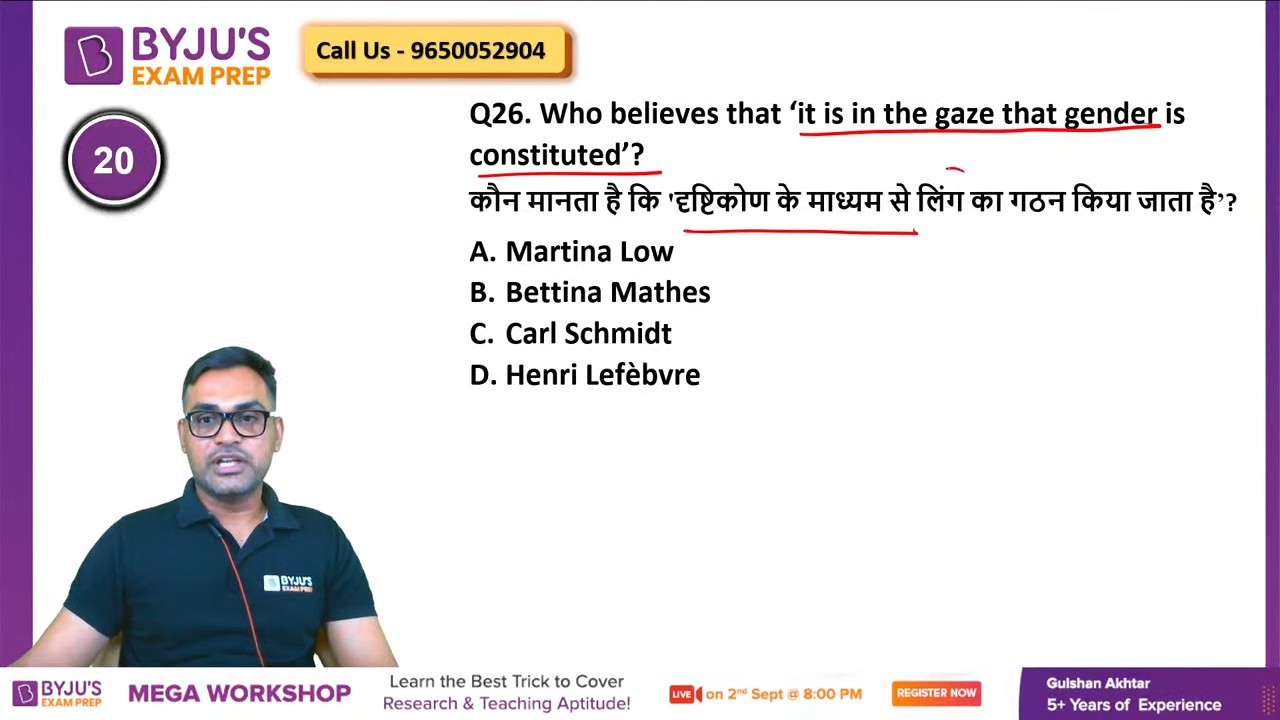 BYJU'S
EXAM PREP
Call Us - 9650052904
20
Q26. Who believes that ‘it is in the gaze that gender is
constituted’?
कौन मानता है कि 'दृष्टिकोण के माध्यम से लिंग का गठन किया जाता है’?
A. Martina Low
B. Bettina Mathes
C. Carl Schmidt
D. Henri Lefèbvre
BYJU'S
EXAM PREP
BYJU'S
EXAM PREP
MEGA WORKSHOP
Learn the Best Trick to Cover
Research & Teaching Aptitude!
LIVE on 2nd Sept @ 8:00 PM
REGISTER NOW
Gulshan Akhtar
5+ Years of Experience